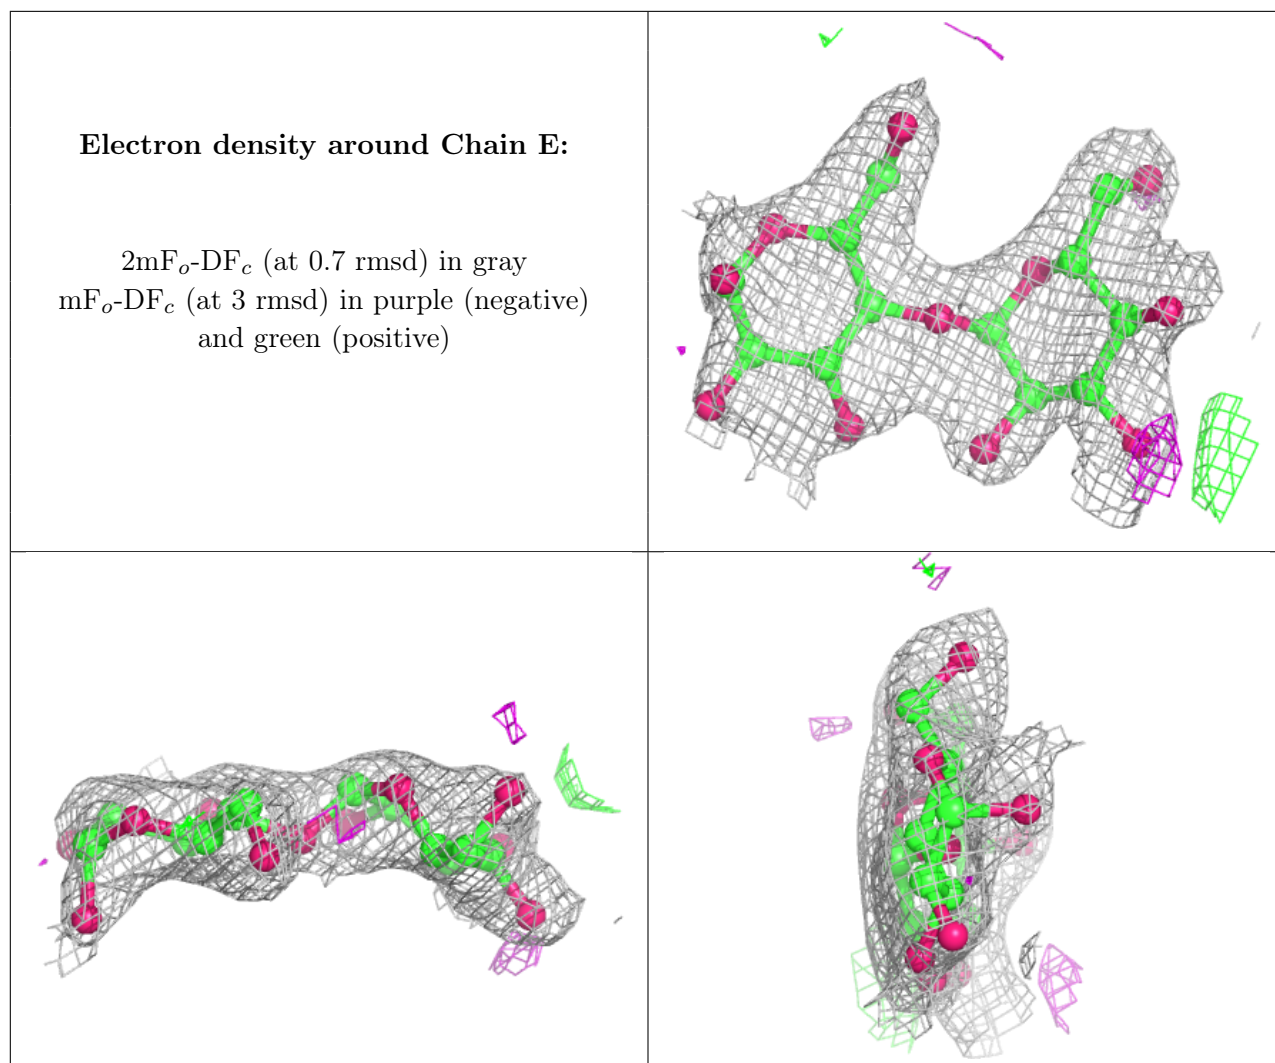 Electron density around Chain E:
2mFₒ-DF𝒸 (at 0.7 rmsd) in gray
mFₒ-DF𝒸 (at 3 rmsd) in purple (negative)
and green (positive)